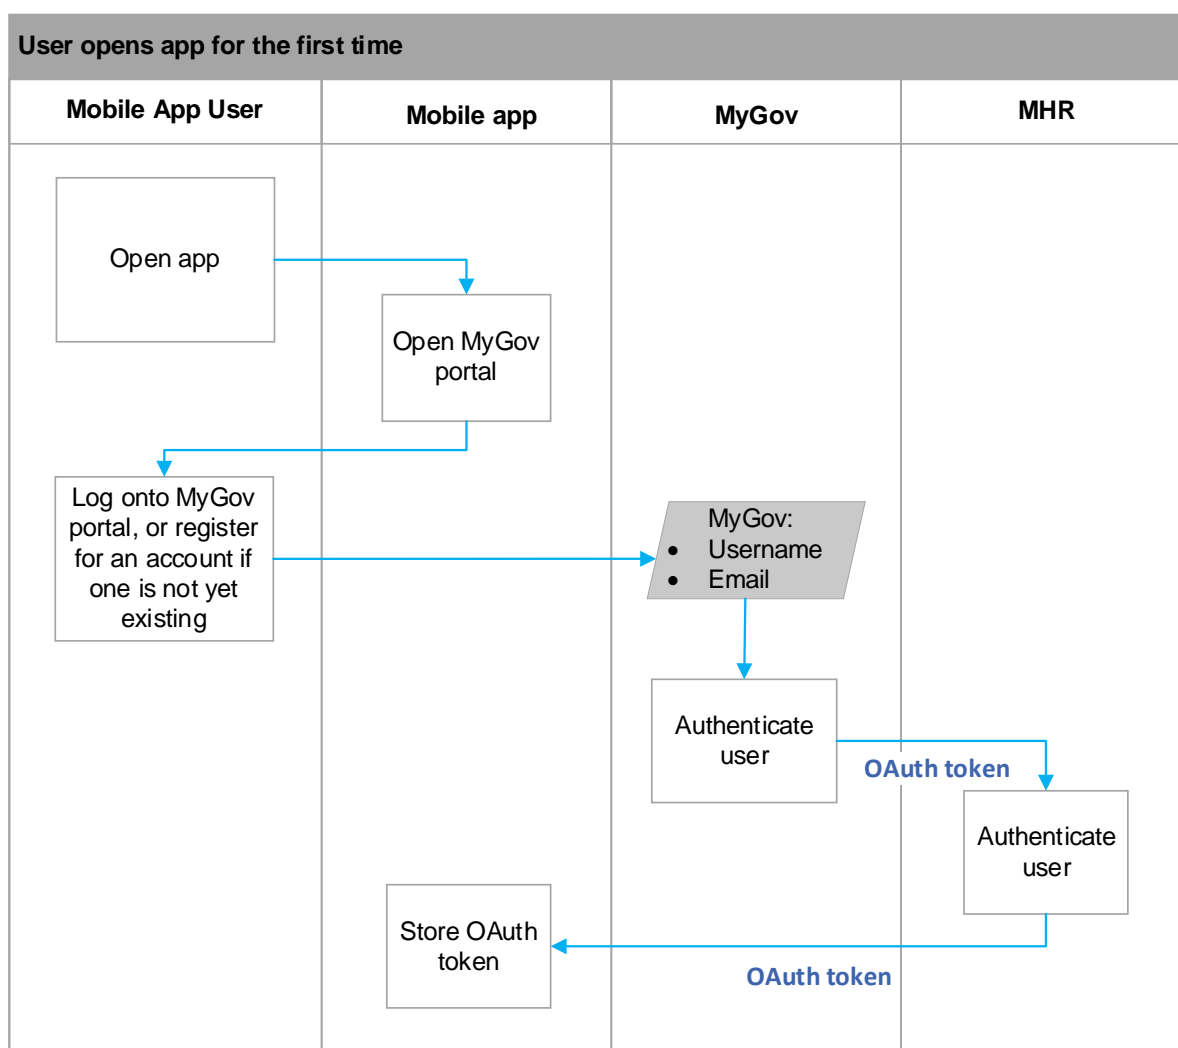 User opens app for the first time
Mobile App User
Mobile app
MyGov
MHR
Open app
Open MyGov
portal
Log onto MyGov
portal, or register
for an account if
one is not yet
existing
MyGov:
• Username
• Email
Authenticate
user
OAuth token
Authenticate
user
Store OAuth
token
OAuth token